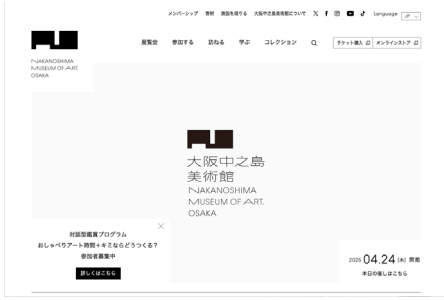 メンバーシップ 寄附 施設を借りる 大阪中之島美術館について Language JP
NAKANOSHIMA
MUSEUM OF ART,
OSAKA
展覧会 参加する 訪ねる 学ぶ コレクション チケット購入 オンラインストア
大阪中之島
美術館
NAKANOSHIMA
MUSEUM OF ART,
OSAKA
対話型鑑賞プログラム
おしゃべりアート時間+キミならどうつくる?
参加者募集中
詳しくはこちら
2025 04.24 [木] 開館
本日の催しはこちら